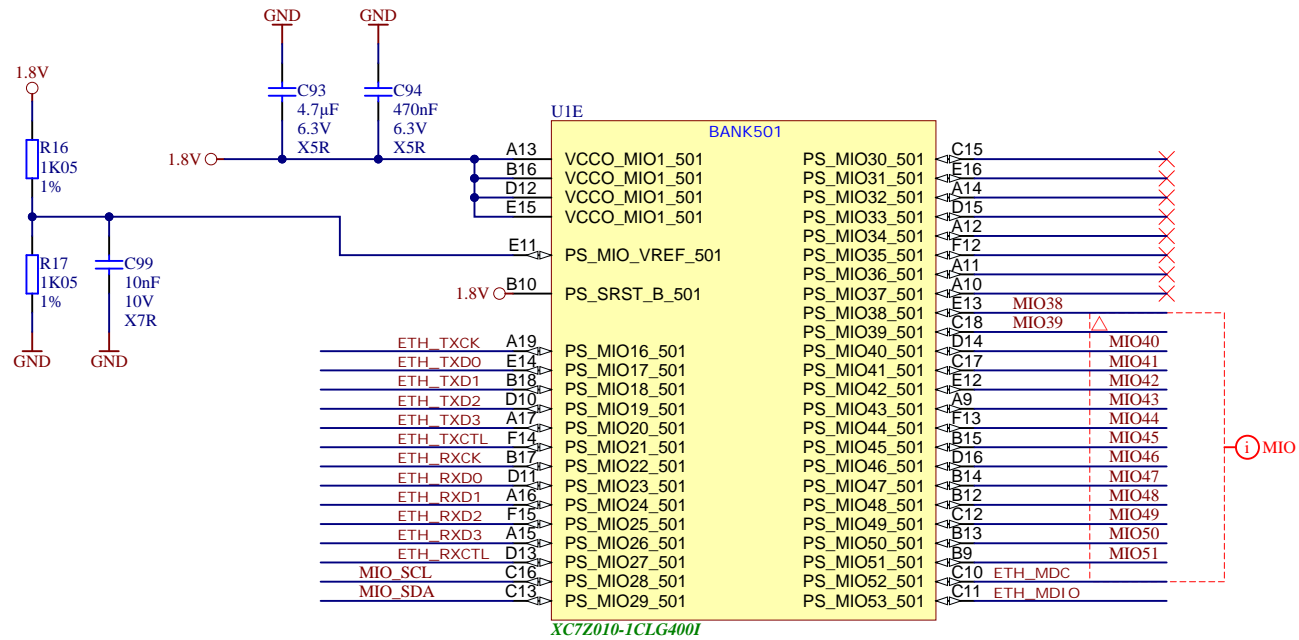 GND
GND
1.8V
C93
4.7µF
6.3V
X5R
C94
470nF
6.3V
X5R
R16
1K05
1%
1.8V
R17
1K05
1%
C99
10nF
10V
X7R
GND
GND
1.8V
U1E
BANK501
A13 VCCO_MIO1_501
B16 VCCO_MIO1_501
D12 VCCO_MIO1_501
E15 VCCO_MIO1_501
E11 PS_MIO_VREF_501
B10 PS_SRST_B_501
ETH_TXCK A19 PS_MIO16_501
ETH_TXD0 E14 PS_MIO17_501
ETH_TXD1 B18 PS_MIO18_501
ETH_TXD2 D10 PS_MIO19_501
ETH_TXD3 A17 PS_MIO20_501
ETH_TXCTL F14 PS_MIO21_501
ETH_RXCK B17 PS_MIO22_501
ETH_RXD0 D11 PS_MIO23_501
ETH_RXD1 A16 PS_MIO24_501
ETH_RXD2 F15 PS_MIO25_501
ETH_RXD3 A15 PS_MIO26_501
ETH_RXCTL D13 PS_MIO27_501
MIO_SCL C16 PS_MIO28_501
MIO_SDA C13 PS_MIO29_501
PS_MIO30_501 C15
PS_MIO31_501 E16
PS_MIO32_501 A14
PS_MIO33_501 D15
PS_MIO34_501 A12
PS_MIO35_501 F12
PS_MIO36_501 A11
PS_MIO37_501 A10
PS_MIO38_501 E13 MIO38
PS_MIO39_501 C18 MIO39
PS_MIO40_501 D14 MIO40
PS_MIO41_501 C17 MIO41
PS_MIO42_501 E12 MIO42
PS_MIO43_501 A9 MIO43
PS_MIO44_501 F13 MIO44
PS_MIO45_501 B15 MIO45
PS_MIO46_501 D16 MIO46
PS_MIO47_501 B14 MIO47
PS_MIO48_501 B12 MIO48
PS_MIO49_501 C12 MIO49
PS_MIO50_501 B13 MIO50
PS_MIO51_501 B9 MIO51
PS_MIO52_501 C10 ETH_MDC
PS_MIO53_501 C11 ETH_MDIO
i MIO
XC7Z010-1CLG400I